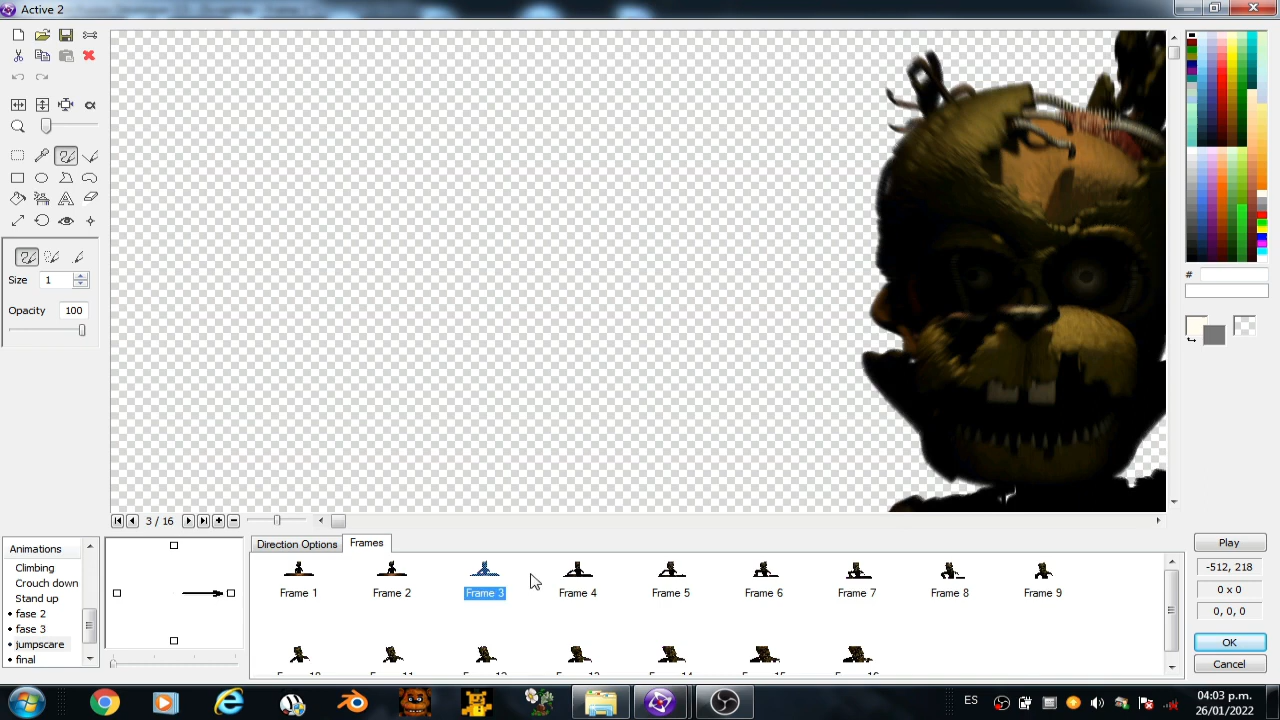 Active 2
Size 1
Opacity 100
#
3 / 16
Animations
Climbing
Crouch down
Stand up
• fase 2
• fase 3
• jumpscare
• final
Direction Options Frames
Frame 1 Frame 2 Frame 3 Frame 4 Frame 5 Frame 6 Frame 7 Frame 8 Frame 9
Play
-512, 218
0 x 0
0, 0, 0
OK
Cancel
ES
04:03 p.m.
26/01/2022